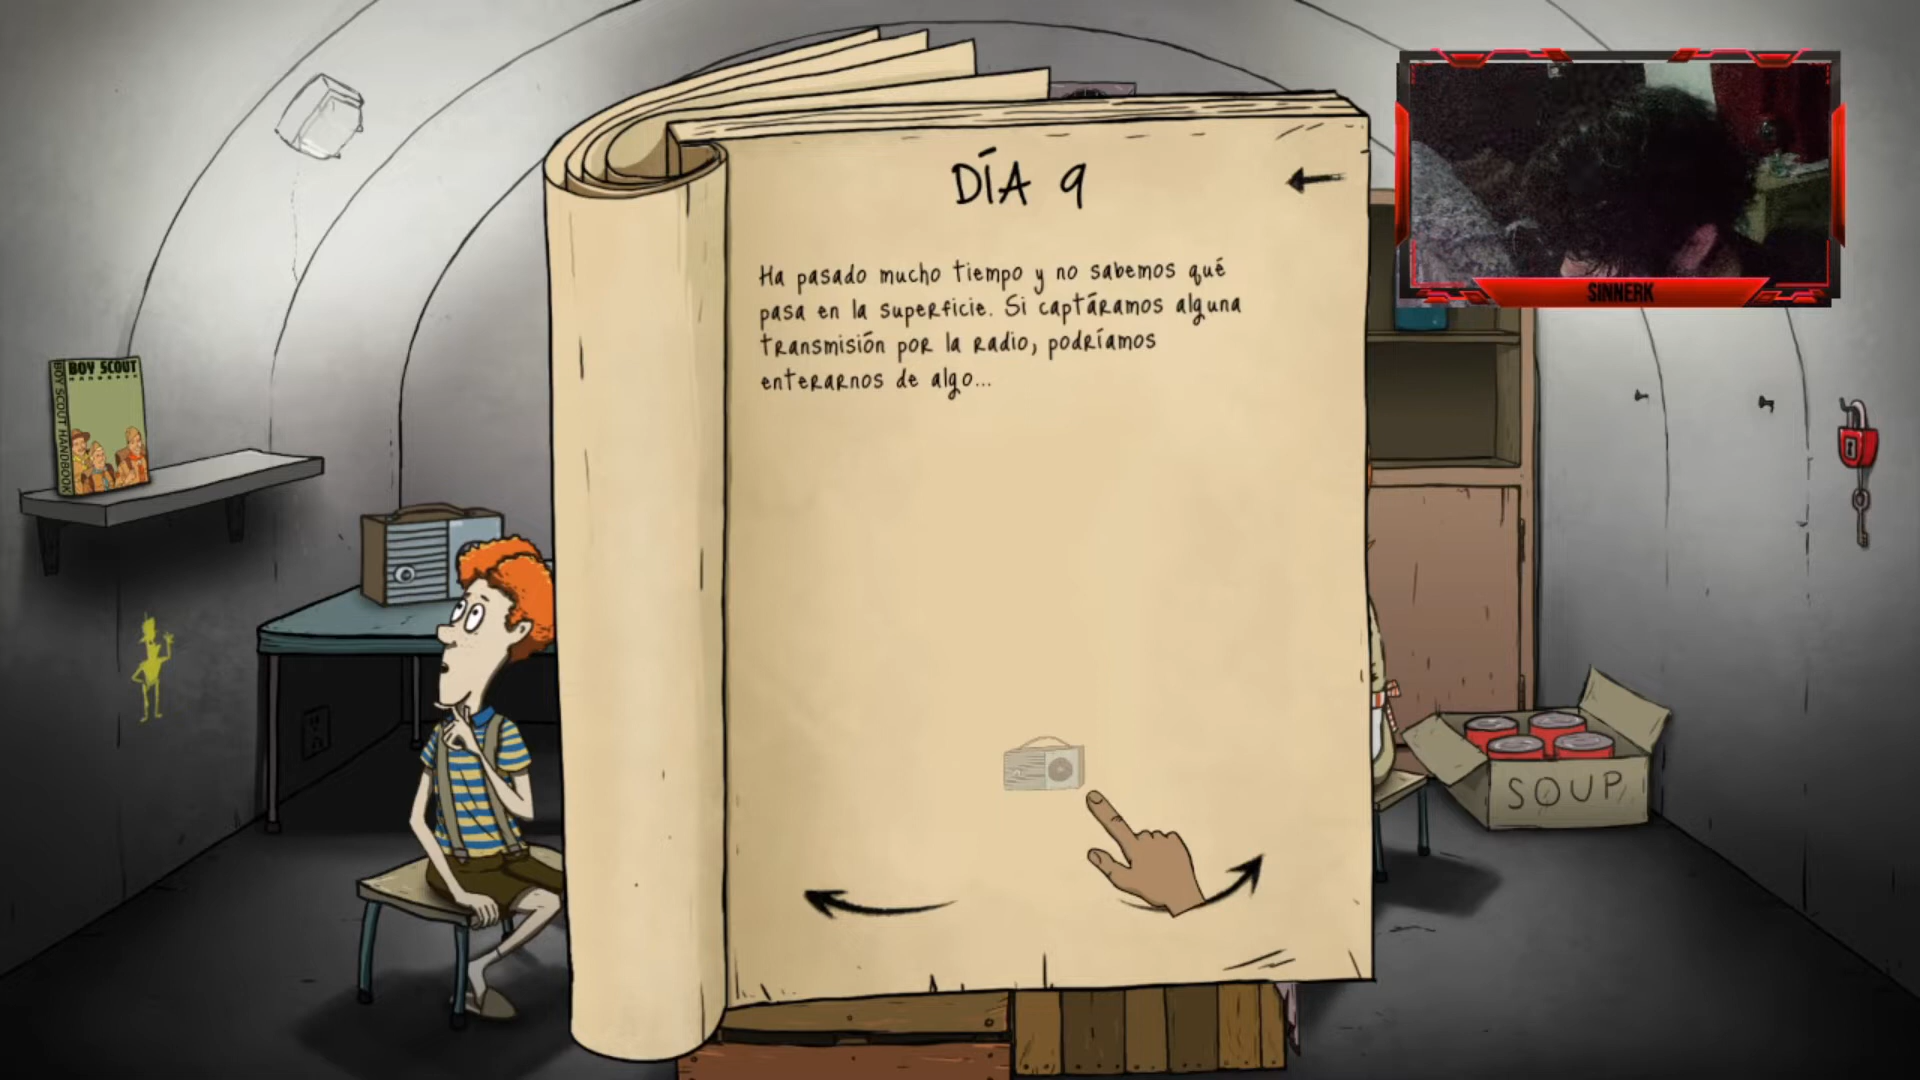 DÍA 9
Ha pasado mucho tiempo y no sabemos qué
pasa en la superficie. Si captáramos alguna
transmisión por la radio, podríamos
enterarnos de algo...
SINNERK
BOY SCOUT
BOY SCOUT HANDBOOK
SOUP